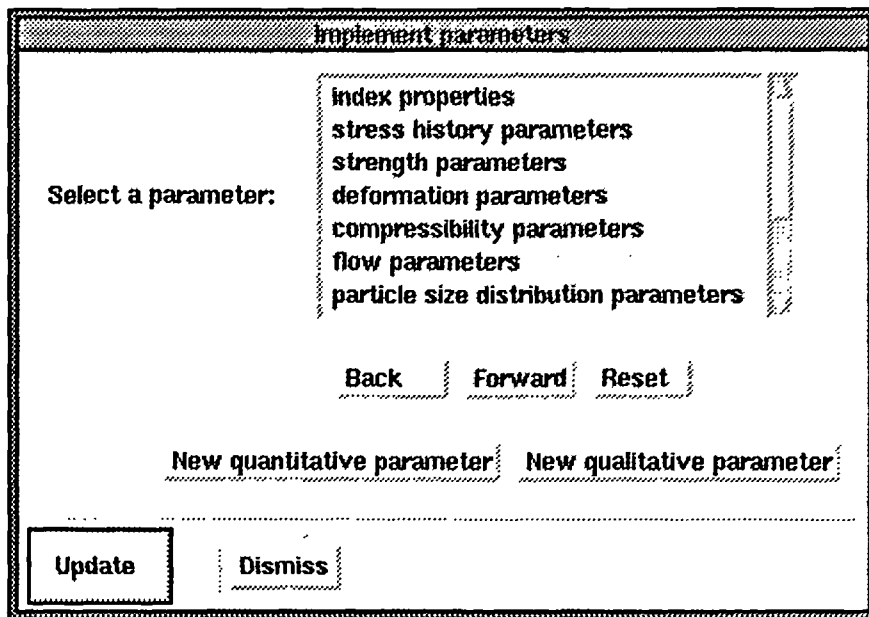 implement parameters
index properties
stress history parameters
strength parameters
Select a parameter:
deformation parameters
compressibility parameters
flow parameters
particle size distribution parameters
Back Forward Reset
New quantitative parameter New qualitative parameter
Update Dismiss